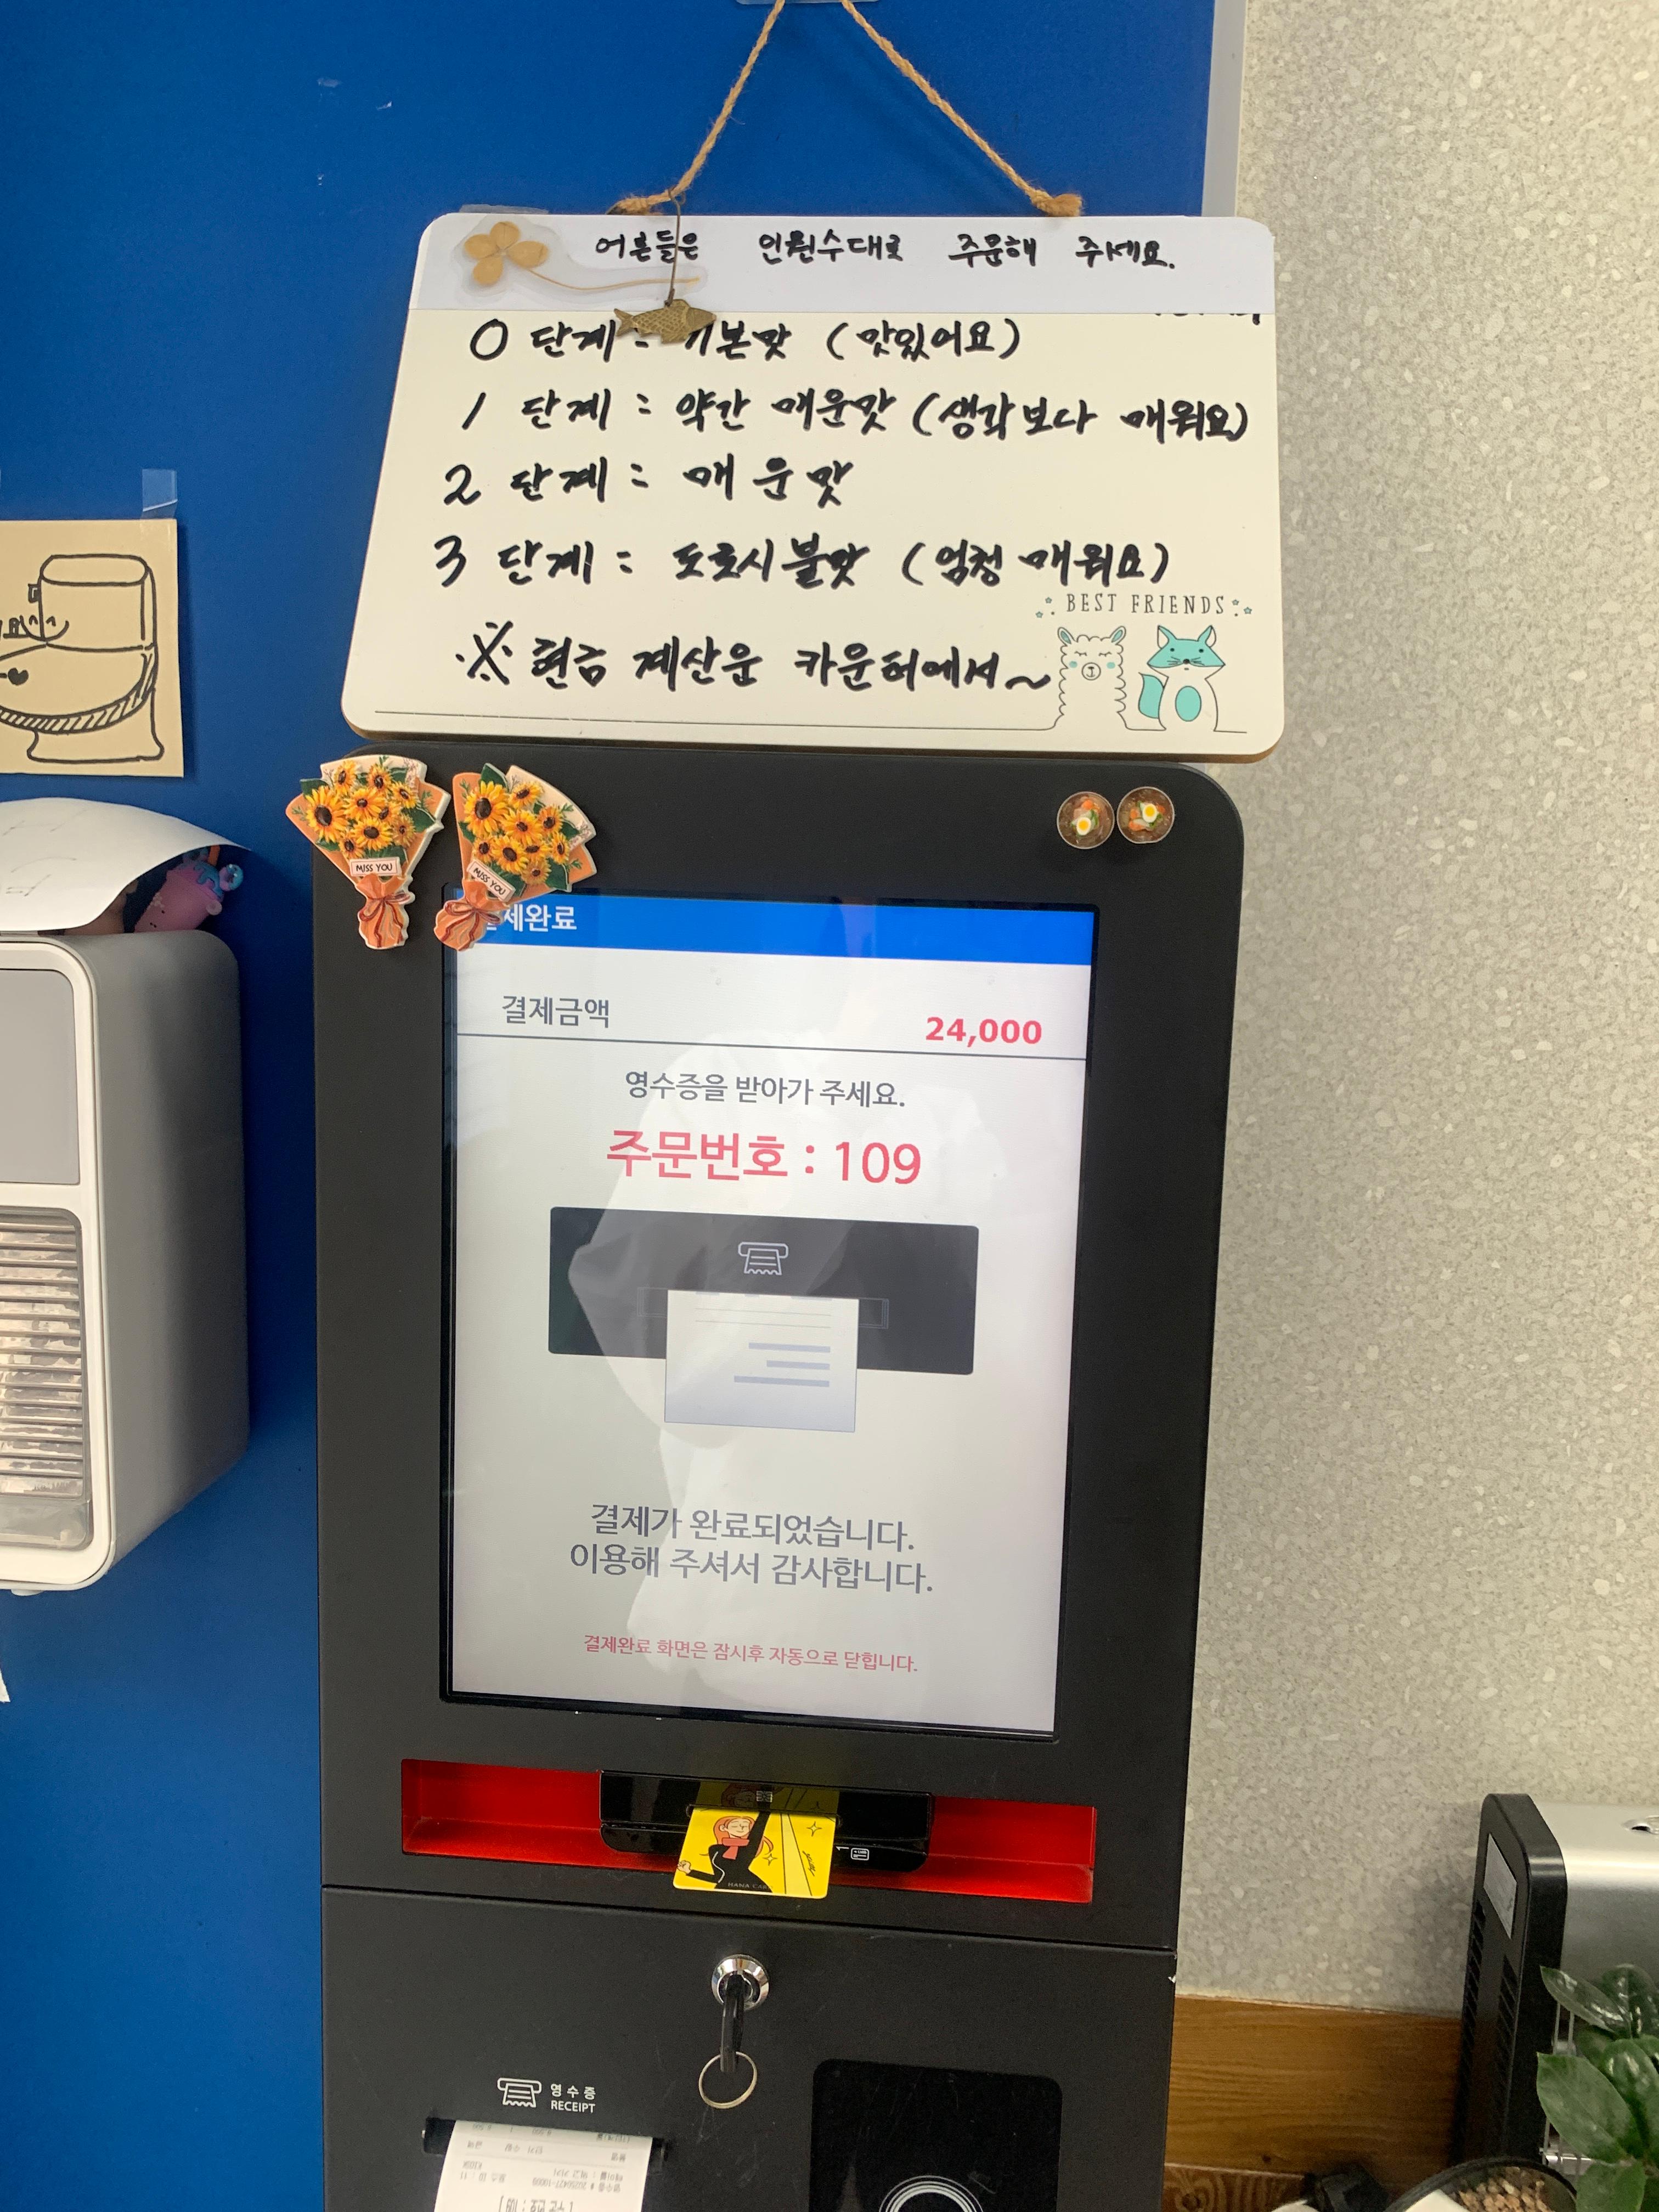 어른들은 인원수대로 주문해 주세요.
0 단계 : 기본맛 (맛있어요)
1 단계 : 약간 매운맛 (생각보다 매워요)
2 단계 : 매운맛
3 단계 : 도로시불맛 (엄청 매워요)
BEST FRIENDS
※ 현금 계산은 카운터에서~
MISS YOU
MISS YOU
제완료
결제금액 24,000
영수증을 받아가 주세요.
주문번호 : 109
결제가 완료되었습니다.
이용해 주셔서 감사합니다.
결제완료 화면은 잠시후 자동으로 닫힙니다.
HANA CARD
영수증
RECEIPT